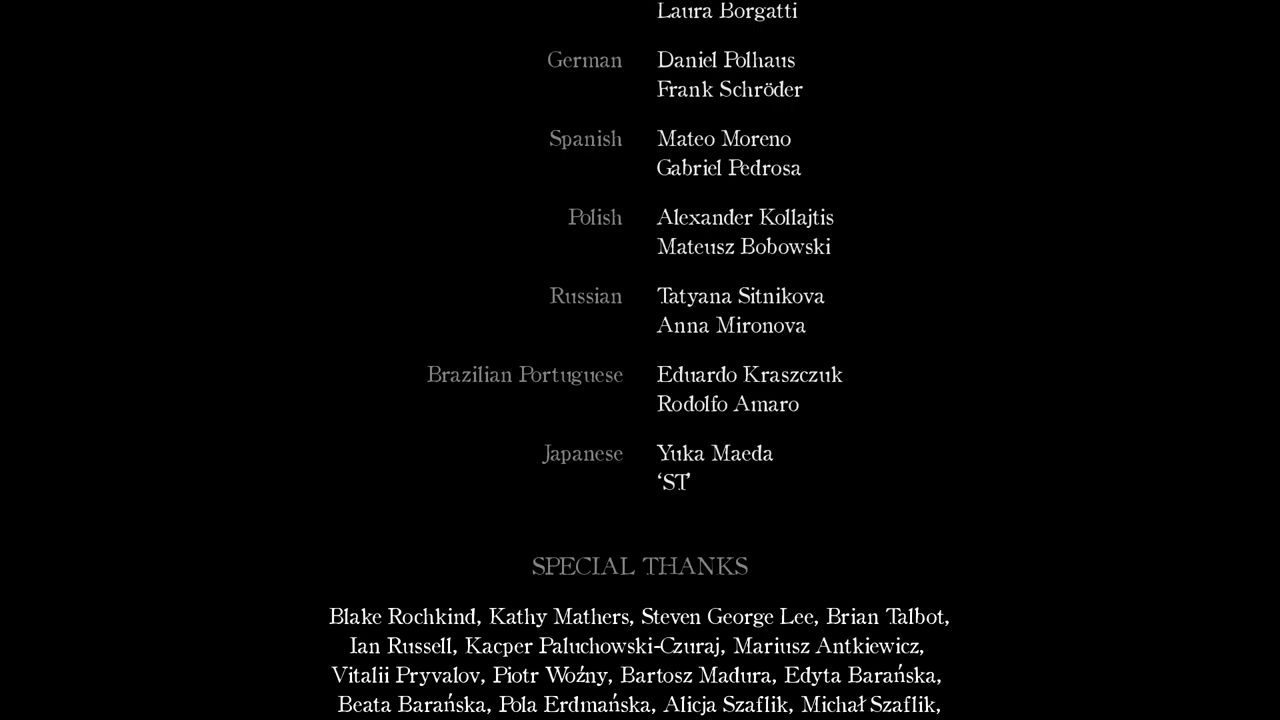 Laura Borgatti
German Daniel Polhaus
Frank Schröder
Spanish Mateo Moreno
Gabriel Pedrosa
Polish Alexander Kollajtis
Mateusz Bobowski
Russian Tatyana Sitnikova
Anna Mironova
Brazilian Portuguese Eduardo Kraszczuk
Rodolfo Amaro
Japanese Yuka Maeda
‘ST’
SPECIAL THANKS
Blake Rochkind, Kathy Mathers, Steven George Lee, Brian Talbot,
Ian Russell, Kacper Paluchowski-Czuraj, Mariusz Antkiewicz,
Vitalii Pryvalov, Piotr Woźny, Bartosz Madura, Edyta Barańska,
Beata Barańska, Pola Erdmańska, Alicja Szaflik, Michał Szaflik,